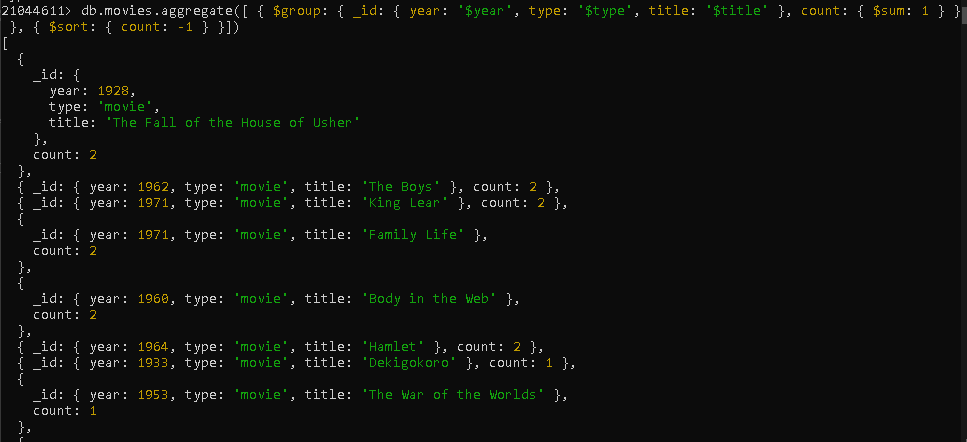 21044611> db.movies.aggregate([ { $group: { _id: { year: '$year', type: '$type', title: '$title' }, count: { $sum: 1 } }
 }, { $sort: { count: -1 } }])
[
  {
    _id: {
      year: 1928,
      type: 'movie',
      title: 'The Fall of the House of Usher'
    },
    count: 2
  },
  { _id: { year: 1962, type: 'movie', title: 'The Boys' }, count: 2 },
  { _id: { year: 1971, type: 'movie', title: 'King Lear' }, count: 2 },
  {
    _id: { year: 1971, type: 'movie', title: 'Family Life' },
    count: 2
  },
  {
    _id: { year: 1960, type: 'movie', title: 'Body in the Web' },
    count: 2
  },
  { _id: { year: 1964, type: 'movie', title: 'Hamlet' }, count: 2 },
  { _id: { year: 1933, type: 'movie', title: 'Dekigokoro' }, count: 1 },
  {
    _id: { year: 1953, type: 'movie', title: 'The War of the Worlds' },
    count: 1
  },